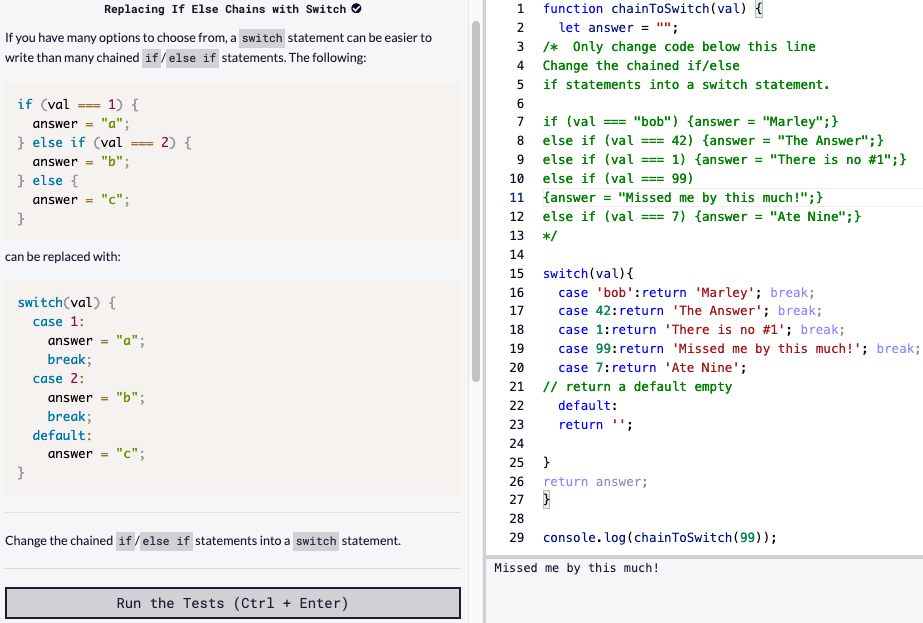 Replacing If Else Chains with Switch
If you have many options to choose from, a switch statement can be easier to
write than many chained if/else if statements. The following:
if (val === 1) {
  answer = "a";
} else if (val === 2) {
  answer = "b";
} else {
  answer = "c";
}
can be replaced with:
switch(val) {
  case 1:
    answer = "a";
    break;
  case 2:
    answer = "b";
    break;
  default:
    answer = "c";
}
Change the chained if/else if statements into a switch statement.
Run the Tests (Ctrl + Enter)
1 function chainToSwitch(val) {
2   let answer = "";
3 /*  Only change code below this line
4 Change the chained if/else
5 if statements into a switch statement.
6
7 if (val === "bob") {answer = "Marley";}
8 else if (val === 42) {answer = "The Answer";}
9 else if (val === 1) {answer = "There is no #1";}
10 else if (val === 99)
11 {answer = "Missed me by this much!";}
12 else if (val === 7) {answer = "Ate Nine";}
13 */
14
15 switch(val){
16   case 'bob':return 'Marley'; break;
17   case 42:return 'The Answer'; break;
18   case 1:return 'There is no #1'; break;
19   case 99:return 'Missed me by this much!'; break;
20   case 7:return 'Ate Nine';
21 // return a default empty
22   default:
23   return '';
24
25 }
26 return answer;
27 }
28
29 console.log(chainToSwitch(99));
Missed me by this much!